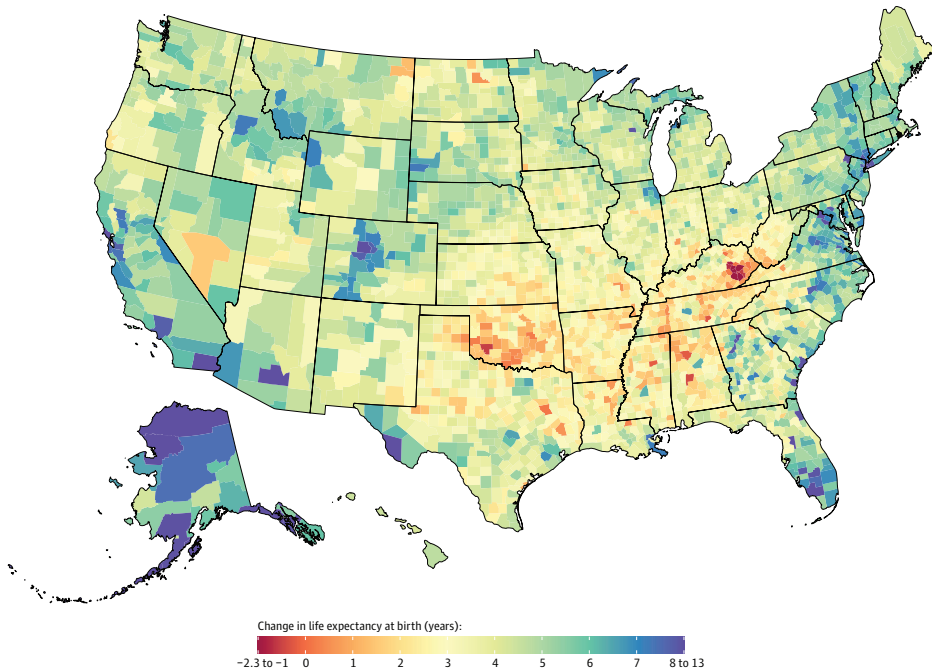 Change in life expectancy at birth (years):
−2.3 to −1 0 1 2 3 4 5 6 7 8 to 13